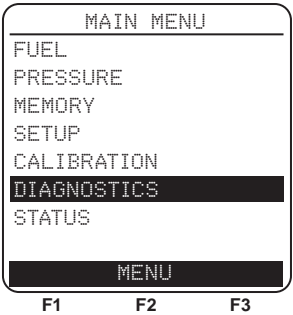 MAIN MENU
FUEL
PRESSURE
MEMORY
SETUP
CALIBRATION
DIAGNOSTICS
STATUS
MENU
F1 F2 F3